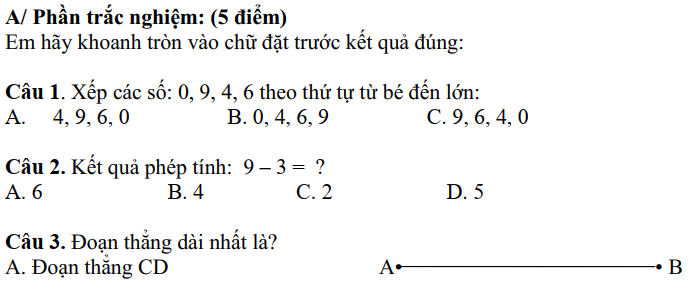 A/ Phần trắc nghiệm: (5 điểm)
Em hãy khoanh tròn vào chữ đặt trước kết quả đúng:
Câu 1. Xếp các số: 0, 9, 4, 6 theo thứ tự từ bé đến lớn:
A. 4, 9, 6, 0 B. 0, 4, 6, 9 C. 9, 6, 4, 0
Câu 2. Kết quả phép tính: 9 – 3 = ?
A. 6 B. 4 C. 2 D. 5
Câu 3. Đoạn thẳng dài nhất là?
A. Đoạn thẳng CD A B